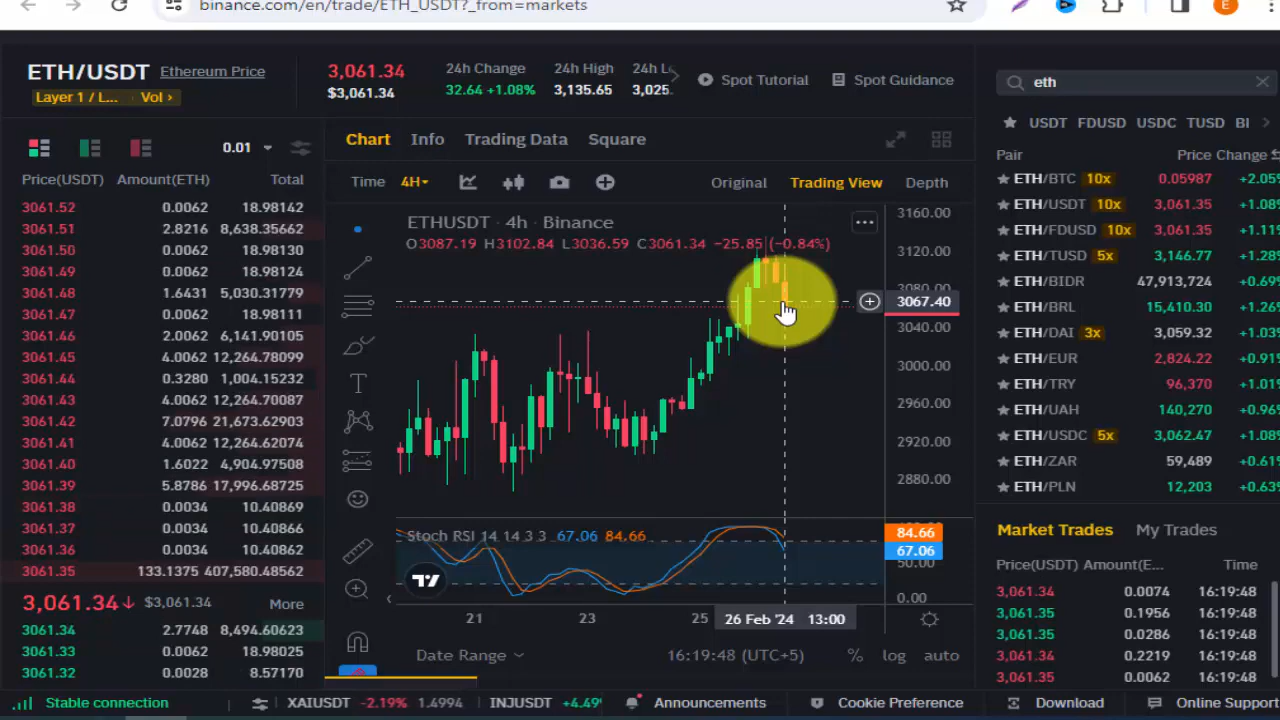 binance.com/en/trade/ETH_USDT?_from=markets
E
ETH/USDT Ethereum Price
Layer 1 / L... Vol ›
3,061.34
$3,061.34
24h Change
32.64 +1.08%
24h High
3,135.65
24h L
3,025.
Spot Tutorial Spot Guidance
0.01
Price(USDT) Amount(ETH) Total
3061.52 0.0062 18.98142
3061.51 2.8216 8,638.35662
3061.50 0.0062 18.98130
3061.49 0.0062 18.98124
3061.48 1.6431 5,030.31779
3061.47 0.0062 18.98111
3061.46 2.0066 6,141.90105
3061.45 4.0062 12,264.78099
3061.44 0.3280 1,004.15232
3061.43 4.0062 12,264.70087
3061.42 7.0796 21,673.62903
3061.41 4.0062 12,264.62074
3061.40 1.6022 4,904.97508
3061.39 5.8786 17,996.68725
3061.38 0.0034 10.40869
3061.37 0.0034 10.40866
3061.36 0.0034 10.40862
3061.35 133.1375 407,580.48562
3,061.34↓ $3,061.34 More
3061.34 2.7748 8,494.60623
3061.33 0.0062 18.98025
3061.32 0.0028 8.57170
Chart Info Trading Data Square
Time 4H
Original Trading View Depth
ETHUSDT · 4h · Binance
O3087.19 H3102.84 L3036.59 C3061.34 −25.85 (−0.84%)
3160.00
3120.00
3080.00
3067.40
3040.00
3000.00
2960.00
2920.00
2880.00
Stoch RSI 14 14 3 3 67.06 84.66
84.66
67.06
50.00
0.00
21 23 25 26 Feb '24 13:00
Date Range 16:19:48 (UTC+5) % log auto
eth
USDT FDUSD USDC TUSD BI
Pair Price Change
ETH/BTC 10x 0.05987 +2.05
ETH/USDT 10x 3,061.35 +1.08%
ETH/FDUSD 10x 3,061.35 +1.11%
ETH/TUSD 5x 3,146.77 +1.28%
ETH/BIDR 47,913,724 +0.69%
ETH/BRL 15,410.30 +1.26%
ETH/DAI 3x 3,059.32 +1.13%
ETH/EUR 2,824.22 +0.91%
ETH/TRY 96,370 +1.01%
ETH/UAH 140,270 +0.96%
ETH/USDC 5x 3,062.47 +1.08%
ETH/ZAR 59,489 +0.61%
ETH/PLN 12,203 +0.63%
Market Trades My Trades
Price(USDT) Amount(E... Time
3,061.34 0.0074 16:19:48
3,061.35 0.1956 16:19:48
3,061.35 0.0286 16:19:48
3,061.34 0.2219 16:19:48
3,061.35 0.0062 16:19:48
Stable connection XAIUSDT -2.19% 1.4994 INJUSDT +4.49 Announcements Cookie Preference Download Online Support